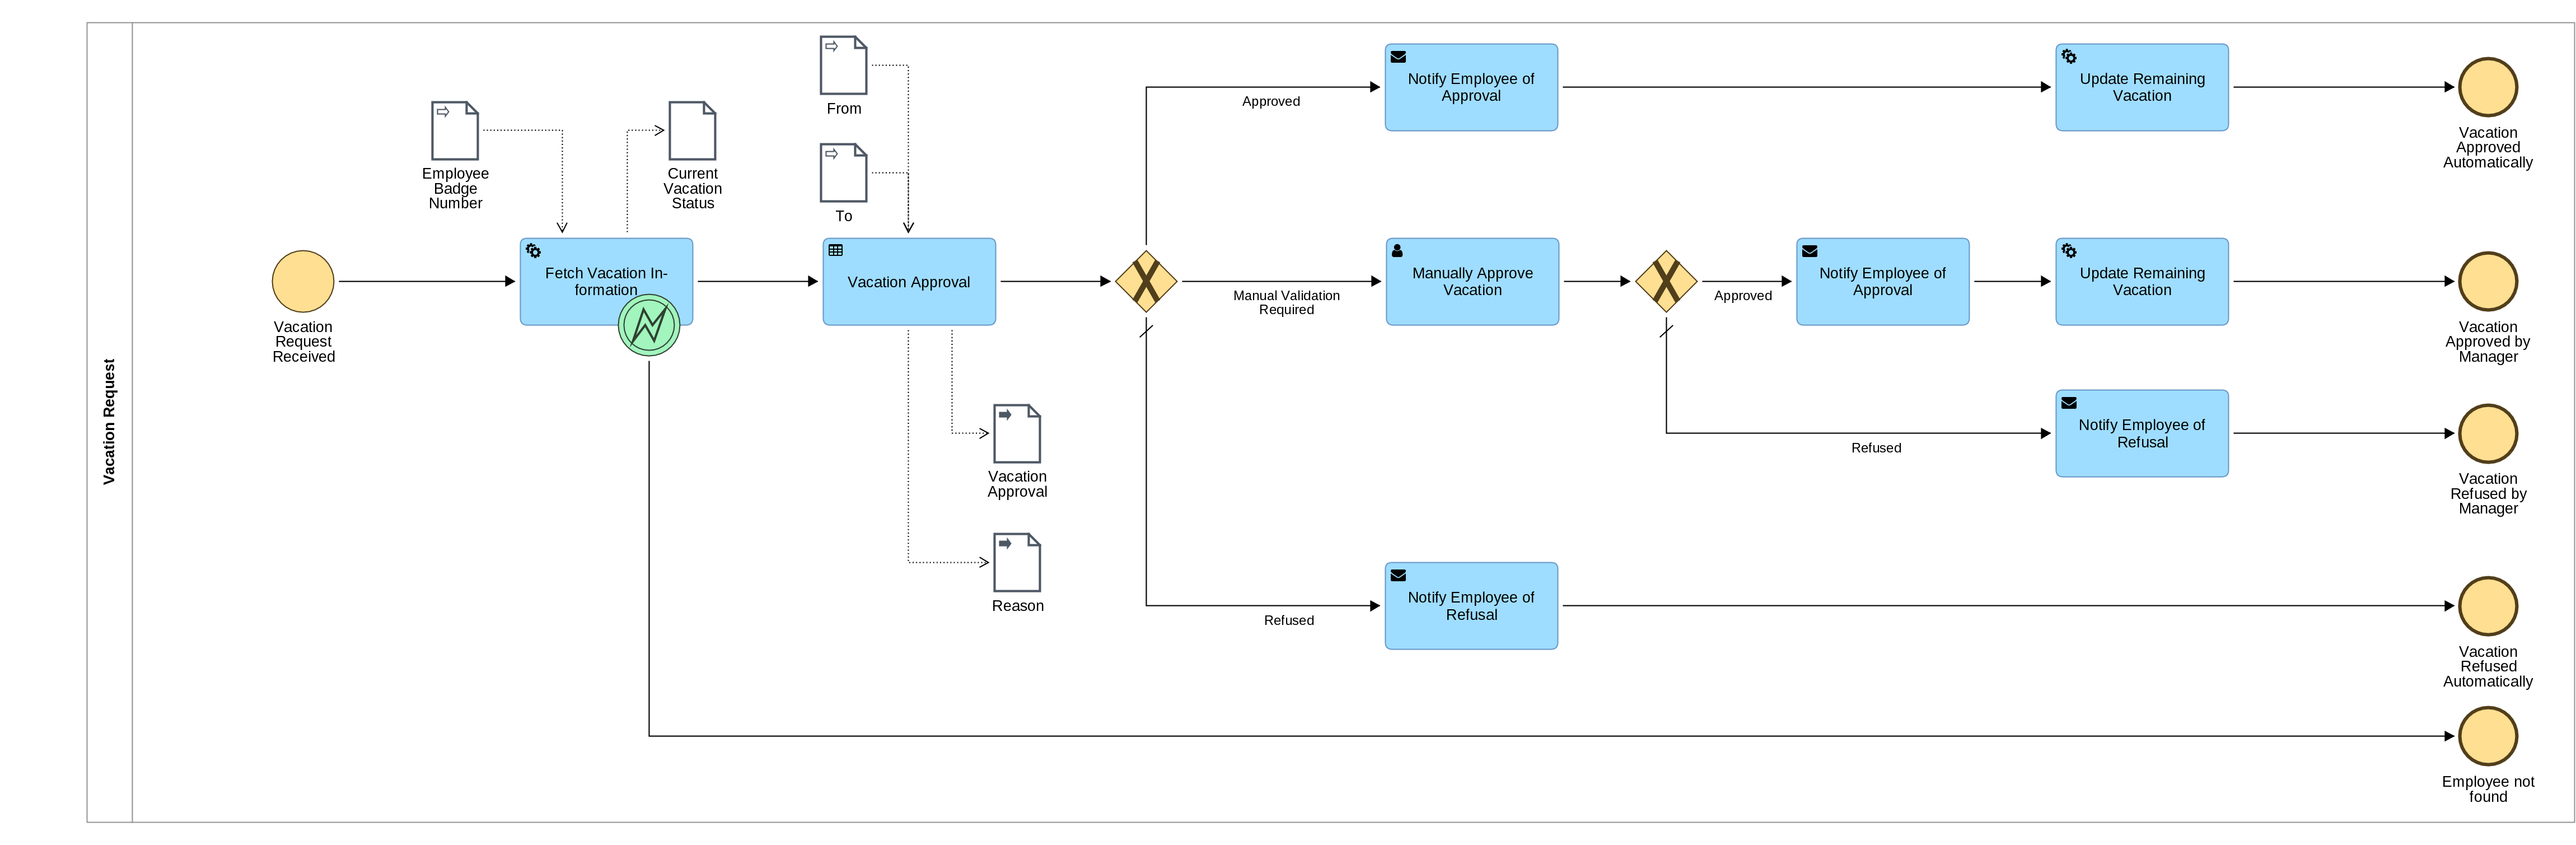 Vacation Request
From
To
Employee
Badge
Number
Current
Vacation
Status
Vacation
Request
Received
Fetch Vacation In-
formation
Vacation Approval
Vacation
Approval
Reason
Approved
Notify Employee of
Approval
Update Remaining
Vacation
Vacation
Approved
Automatically
Manual Validation
Required
Manually Approve
Vacation
Approved
Notify Employee of
Approval
Update Remaining
Vacation
Vacation
Approved by
Manager
Refused
Notify Employee of
Refusal
Vacation
Refused by
Manager
Refused
Notify Employee of
Refusal
Vacation
Refused
Automatically
Employee not
found